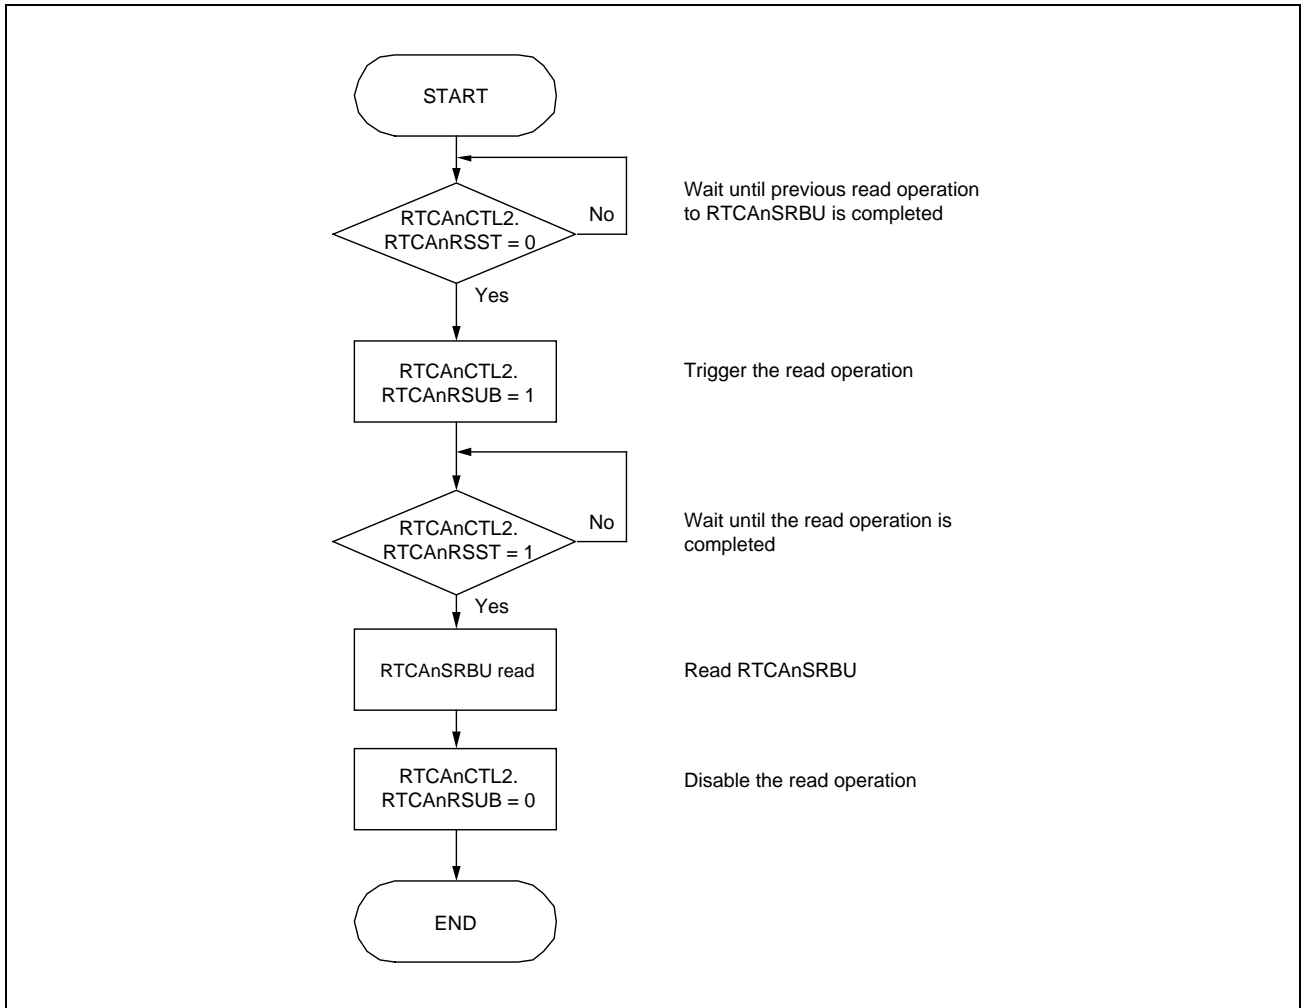 START
RTCAnCTL2.
RTCAnRSST = 0
No
Wait until previous read operation
to RTCAnSRBU is completed
Yes
RTCAnCTL2.
RTCAnRSUB = 1
Trigger the read operation
RTCAnCTL2.
RTCAnRSST = 1
No
Wait until the read operation is
completed
Yes
RTCAnSRBU read
Read RTCAnSRBU
RTCAnCTL2.
RTCAnRSUB = 0
Disable the read operation
END